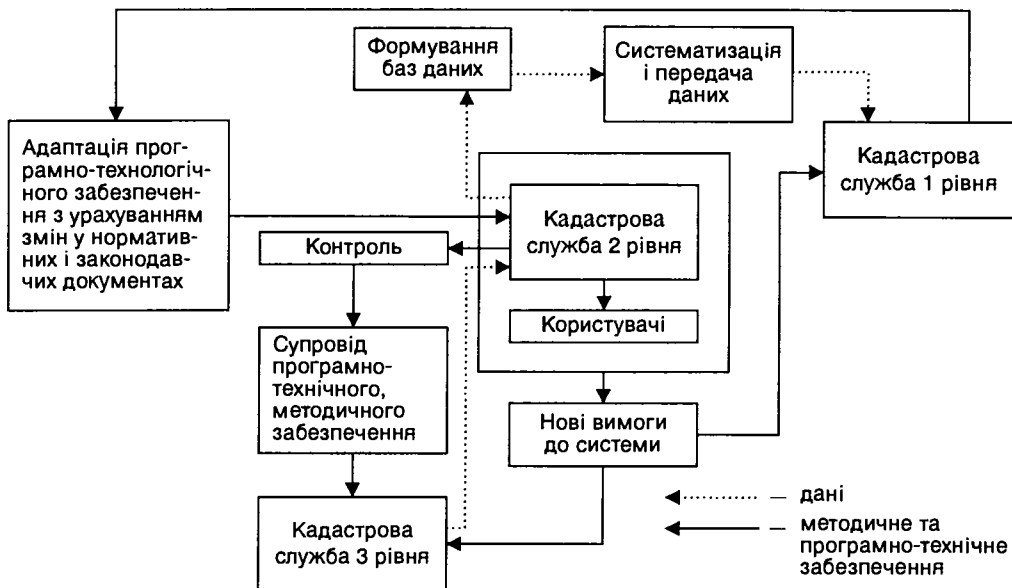 Формування
баз даних
Систематизація
і передача
даних
Адаптація прог-
рамно-технологі-
чного забезпечен-
ня з урахуванням
змін у норматив-
них і законодав-
чих документах
Кадастрова
служба 1 рівня
Кадастрова
служба 2 рівня
Контроль
Користувачі
Супровід
програмно-
технічного,
методичного
забезпечення
Нові вимоги
до системи
Кадастрова
служба 3 рівня
– дані
– методичне та
програмно-технічне
забезпечення